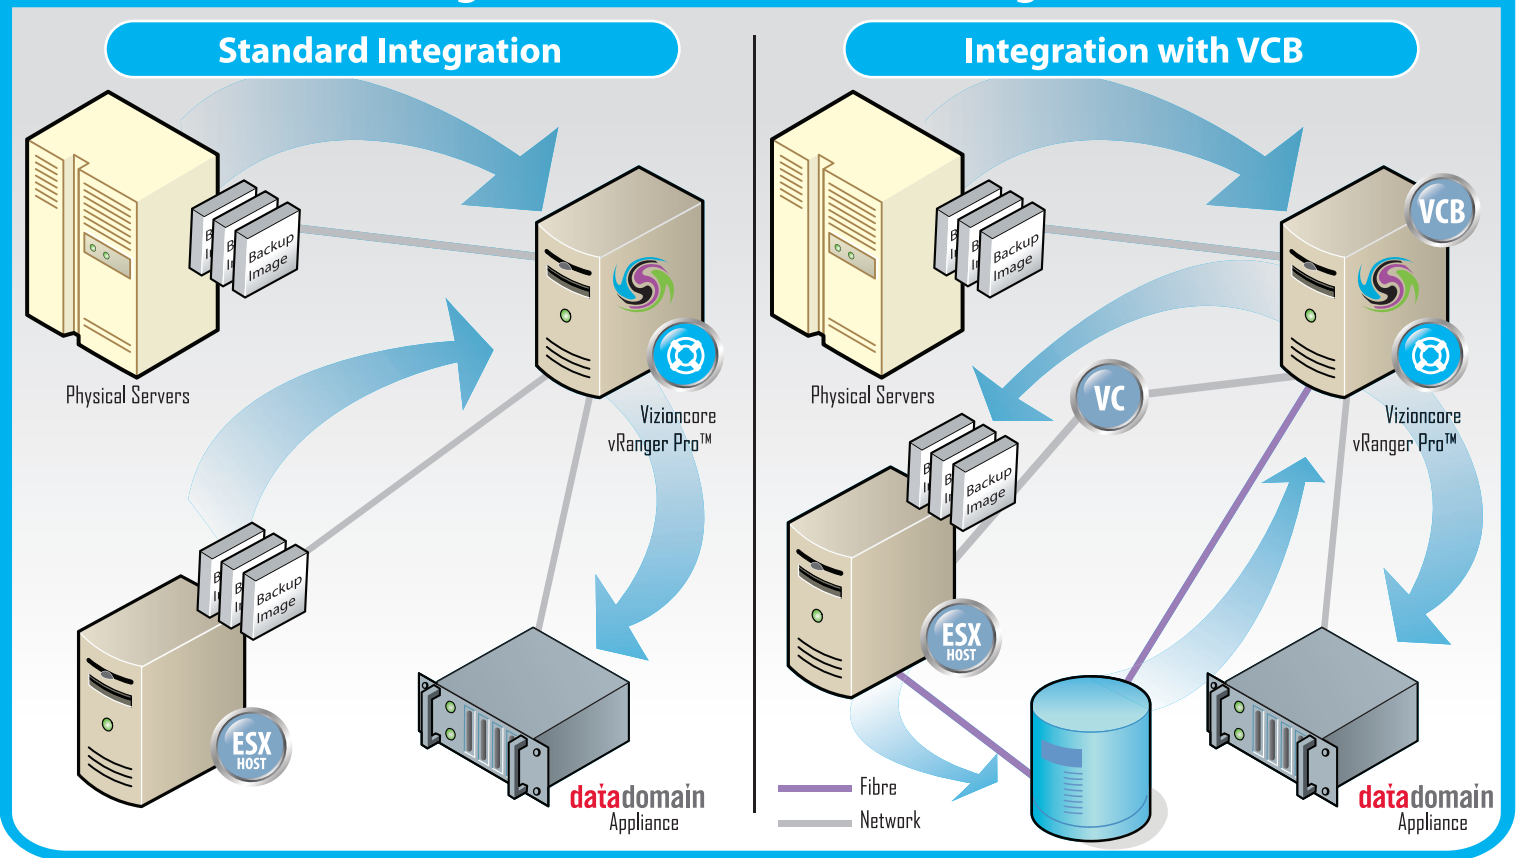 Standard Integration
Backup
Image
B
I
B
I
Physical Servers
Vizioncore
vRanger Pro™
Backup
Image
B
I
B
I
ESX
HOST
datadomain
Appliance
Integration with VCB
VCB
Backup
Image
B
I
B
I
Physical Servers
VC
Vizioncore
vRanger Pro™
Backup
Image
B
I
B
I
ESX
HOST
Fibre
Network
datadomain
Appliance